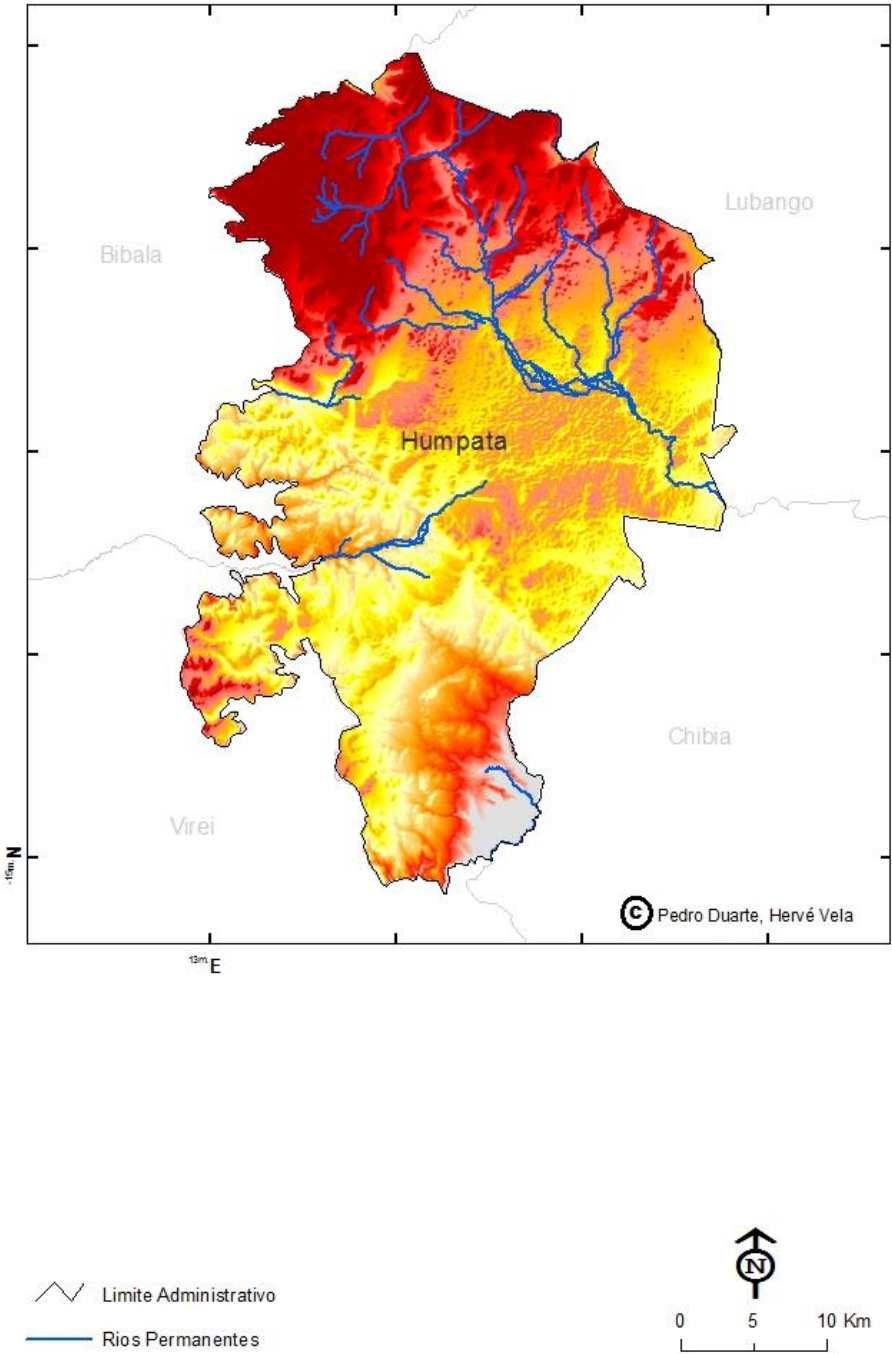 Lubango
Bibala
Humpata
Chibia
Virei
-15m. N
© Pedro Duarte, Hervé Vela
13m. E
N
Limite Administrativo
0 5 10 Km
Rios Permanentes